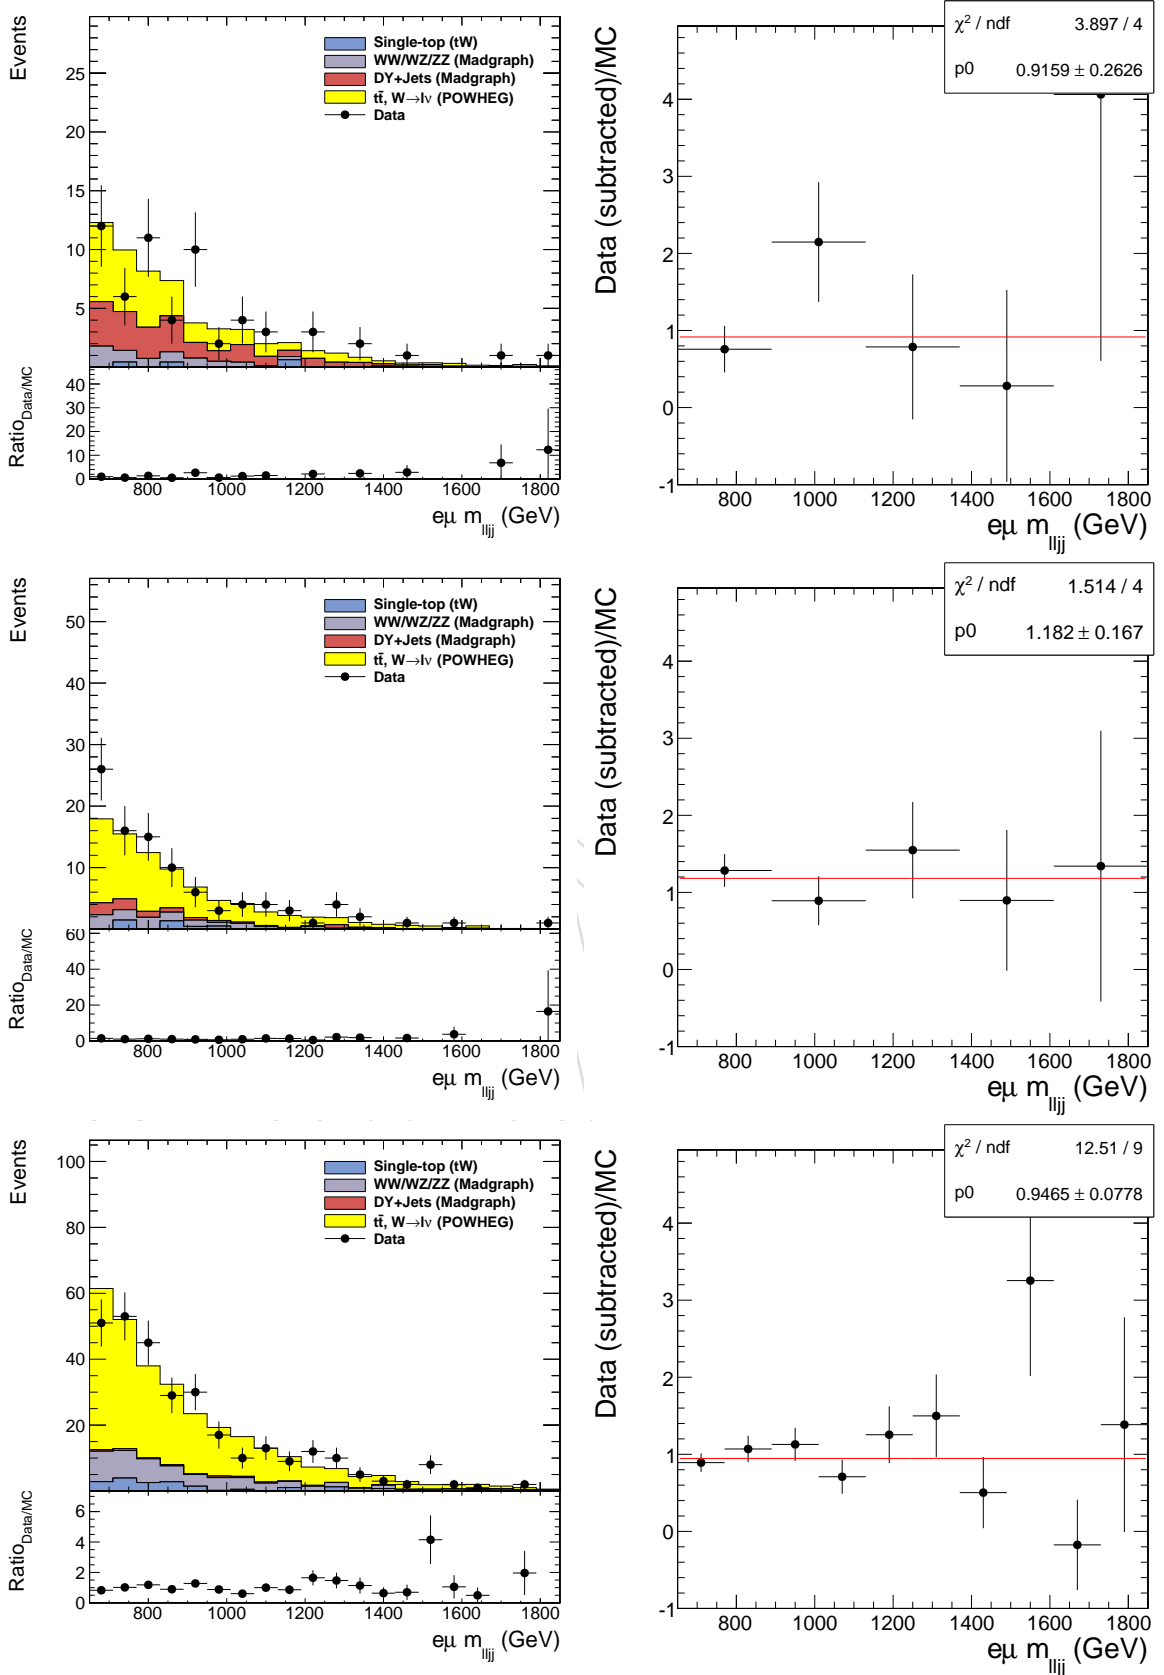 Events
Single-top (tW)
WW/WZ/ZZ (Madgraph)
DY+Jets (Madgraph)
tt̄, W→lν (POWHEG)
Data
25
20
15
10
5
Ratio_Data/MC
40
30
20
10
0
800 1000 1200 1400 1600 1800
eμ m_lljj (GeV)
Data (subtracted)/MC
χ² / ndf 3.897 / 4
p0 0.9159 ± 0.2626
4
3
2
1
0
-1
800 1000 1200 1400 1600 1800
eμ m_lljj (GeV)
Events
Single-top (tW)
WW/WZ/ZZ (Madgraph)
DY+Jets (Madgraph)
tt̄, W→lν (POWHEG)
Data
50
40
30
20
10
Ratio_Data/MC
60
40
20
0
800 1000 1200 1400 1600 1800
eμ m_lljj (GeV)
Data (subtracted)/MC
χ² / ndf 1.514 / 4
p0 1.182 ± 0.167
4
3
2
1
0
-1
800 1000 1200 1400 1600 1800
eμ m_lljj (GeV)
Events
Single-top (tW)
WW/WZ/ZZ (Madgraph)
DY+Jets (Madgraph)
tt̄, W→lν (POWHEG)
Data
100
80
60
40
20
Ratio_Data/MC
6
4
2
0
800 1000 1200 1400 1600 1800
eμ m_lljj (GeV)
Data (subtracted)/MC
χ² / ndf 12.51 / 9
p0 0.9465 ± 0.0778
4
3
2
1
0
-1
800 1000 1200 1400 1600 1800
eμ m_lljj (GeV)